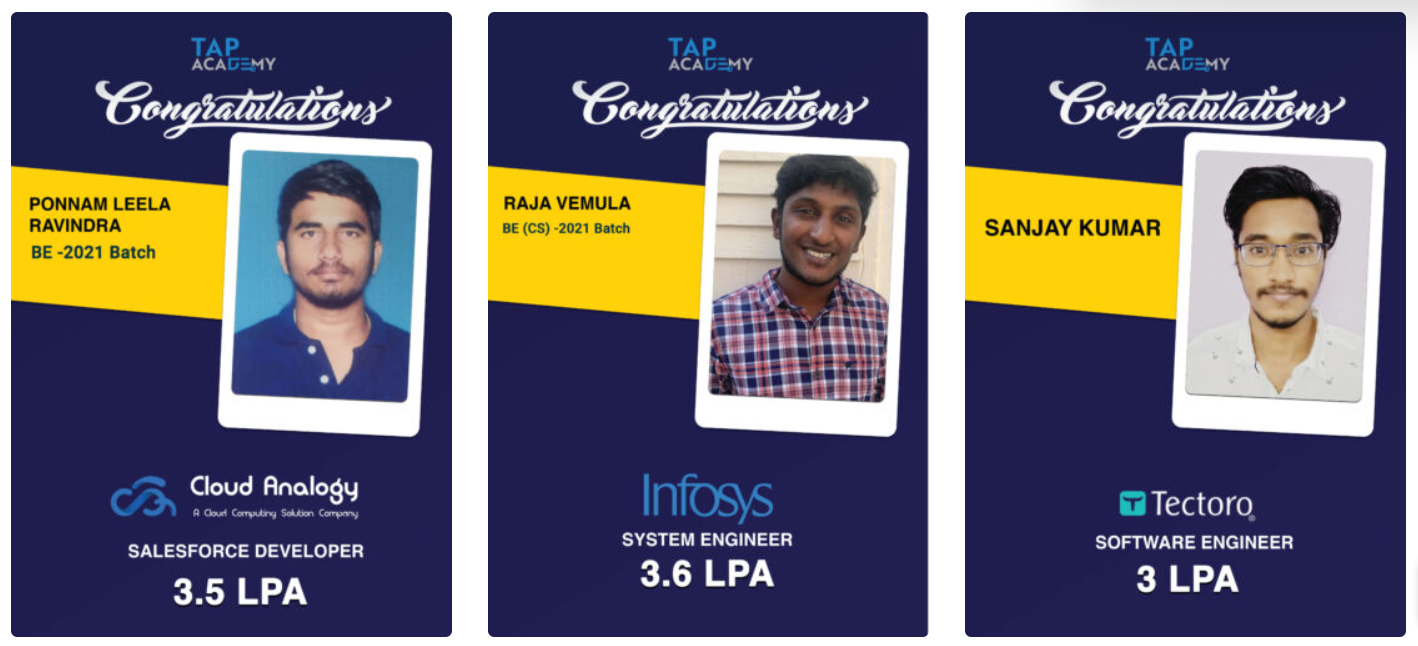 TAP
ACADEMY
Congratulations
PONNAM LEELA
RAVINDRA
BE -2021 Batch
Cloud Analogy
A Cloud Computing Solution Company
SALESFORCE DEVELOPER
3.5 LPA
TAP
ACADEMY
Congratulations
RAJA VEMULA
BE (CS) -2021 Batch
Infosys
SYSTEM ENGINEER
3.6 LPA
TAP
ACADEMY
Congratulations
SANJAY KUMAR
Tectoro
SOFTWARE ENGINEER
3 LPA